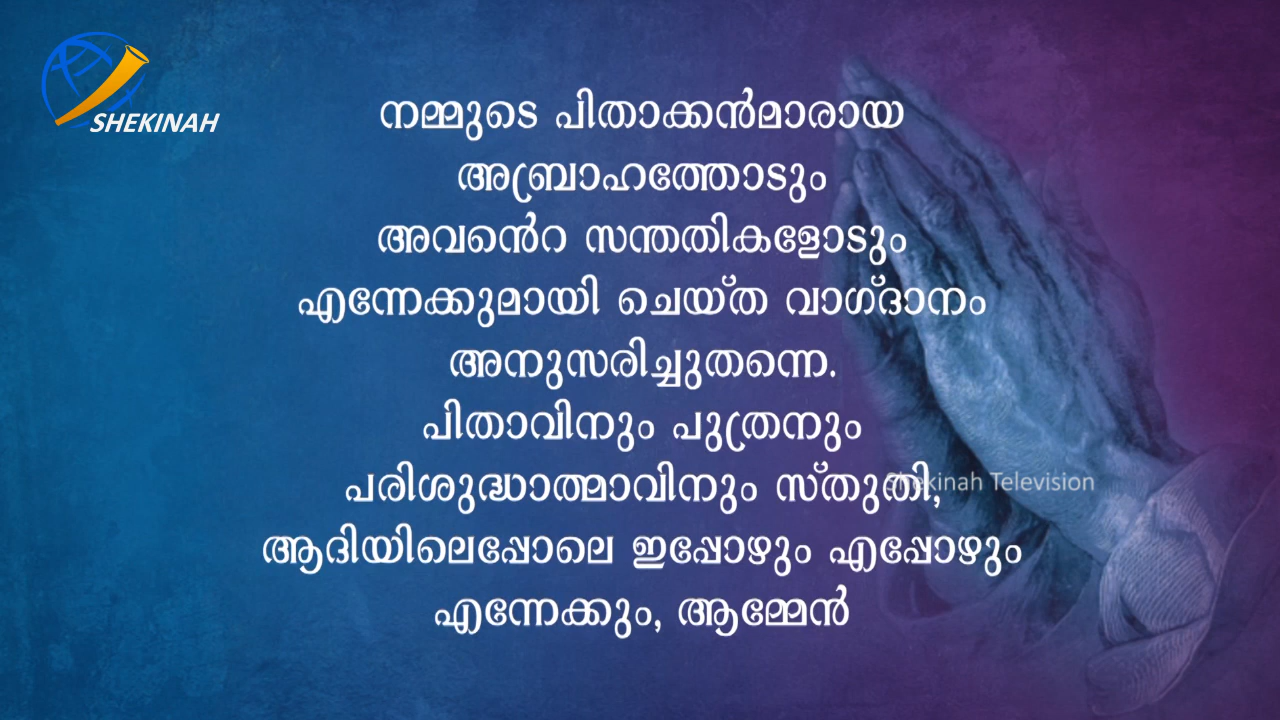 SHEKINAH
നമ്മുടെ പിതാക്കൻമാരായ
അബ്രാഹത്തോടും
അവൻെറ സന്തതികളോടും
എന്നേക്കുമായി ചെയ്ത വാഗ്ദാനം
അനുസരിച്ചുതന്നെ.
പിതാവിനും പുത്രനും
പരിശുദ്ധാത്മാവിനും സ്തുതി,
Shekinah Television
ആദിയിലെപ്പോലെ ഇപ്പോഴും എപ്പോഴും
എന്നേക്കും, ആമ്മേൻ